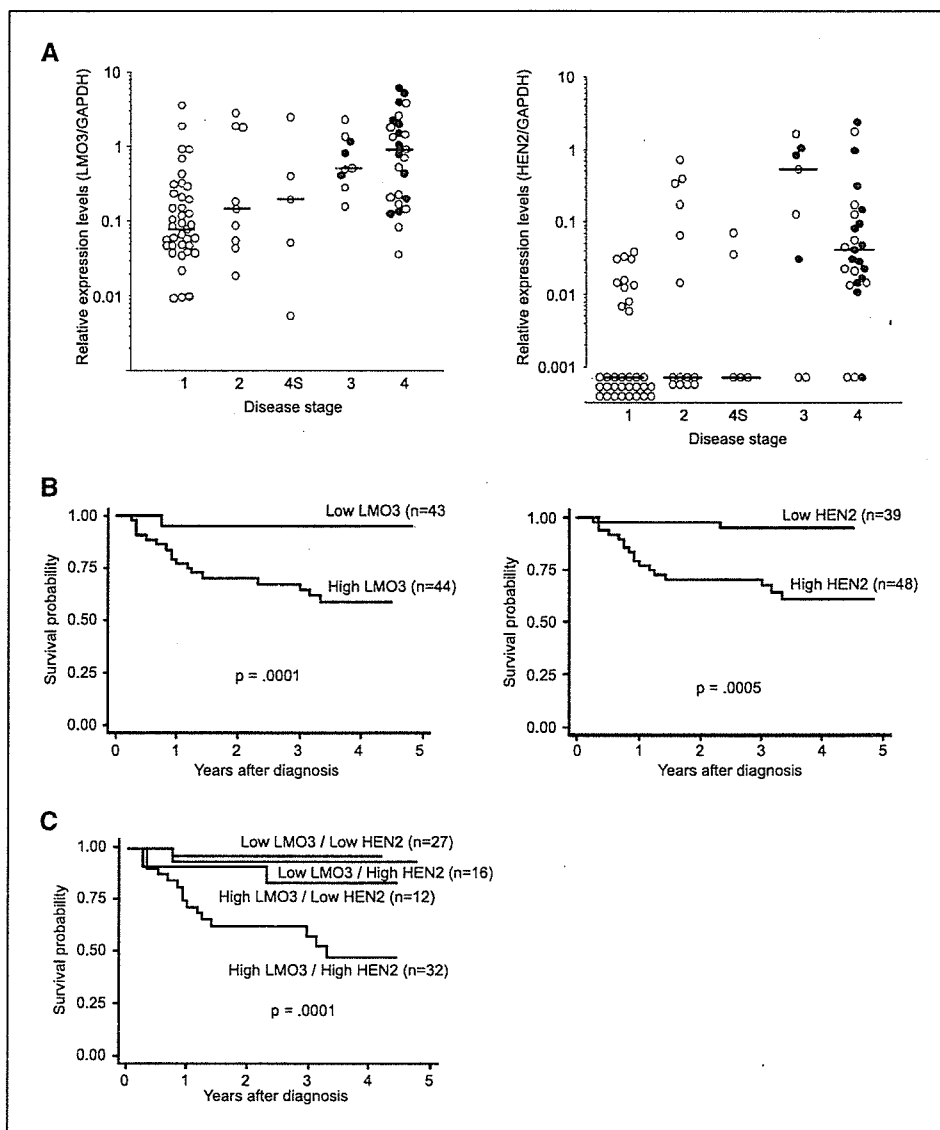 A
Relative expression levels (LMO3/GAPDH)
10
1
0.1
0.01
1
2
4S
3
4
Disease stage
Relative expression levels (HEN2/GAPDH)
10
1
0.1
0.01
0.001
1
2
4S
3
4
Disease stage
B
Survival probability
1.00
0.75
0.50
0.25
0.00
Low LMO3 (n=43
High LMO3 (n=44)
p = .0001
0
1
2
3
4
5
Years after diagnosis
Survival probability
1.00
0.75
0.50
0.25
0.00
Low HEN2 (n=39
High HEN2 (n=48)
p = .0005
0
1
2
3
4
5
Years after diagnosis
C
Survival probability
1.00
0.75
0.50
0.25
0.00
Low LMO3 / Low HEN2 (n=27)
Low LMO3 / High HEN2 (n=16)
High LMO3 / Low HEN2 (n=12)
High LMO3 / High HEN2 (n=32)
p = .0001
0
1
2
3
4
5
Years after diagnosis